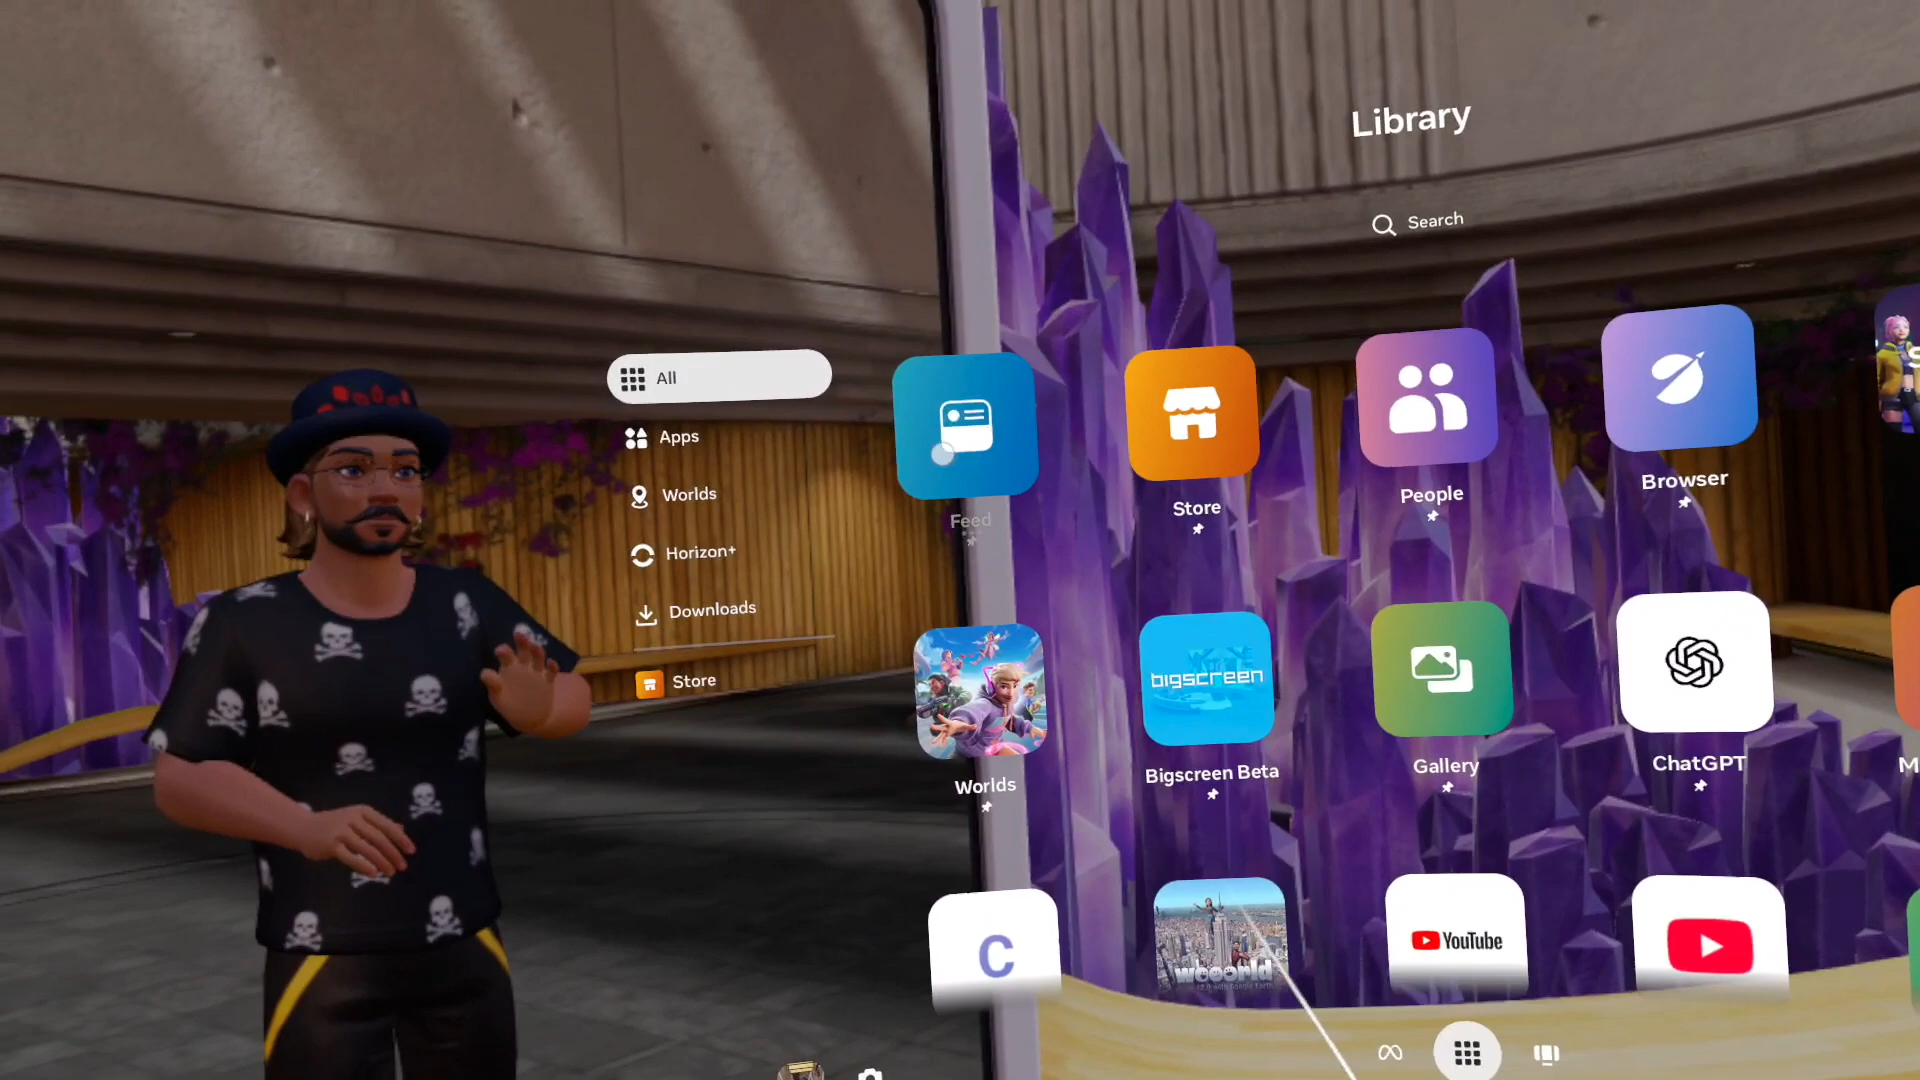 Library
Search
All
Apps
Worlds
Horizon+
Downloads
Store
Feed
Store
People
Browser
Worlds
bigscreen
Bigscreen Beta
Gallery
ChatGPT
M
C
wooorld
YouTube